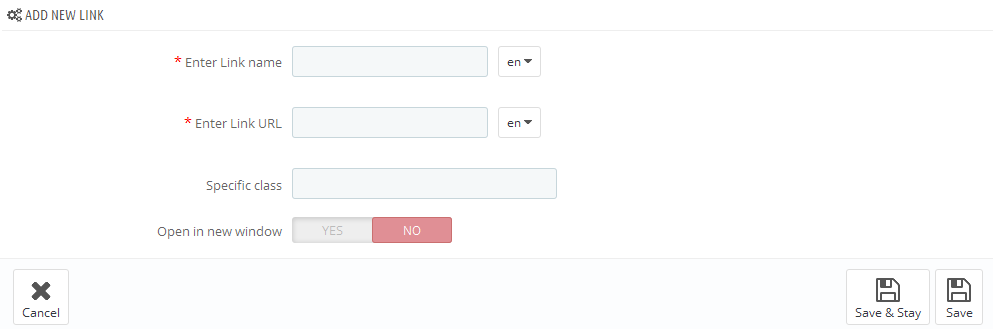 ADD NEW LINK
* Enter Link name en
* Enter Link URL en
Specific class
Open in new window YES NO
Cancel Save & Stay Save